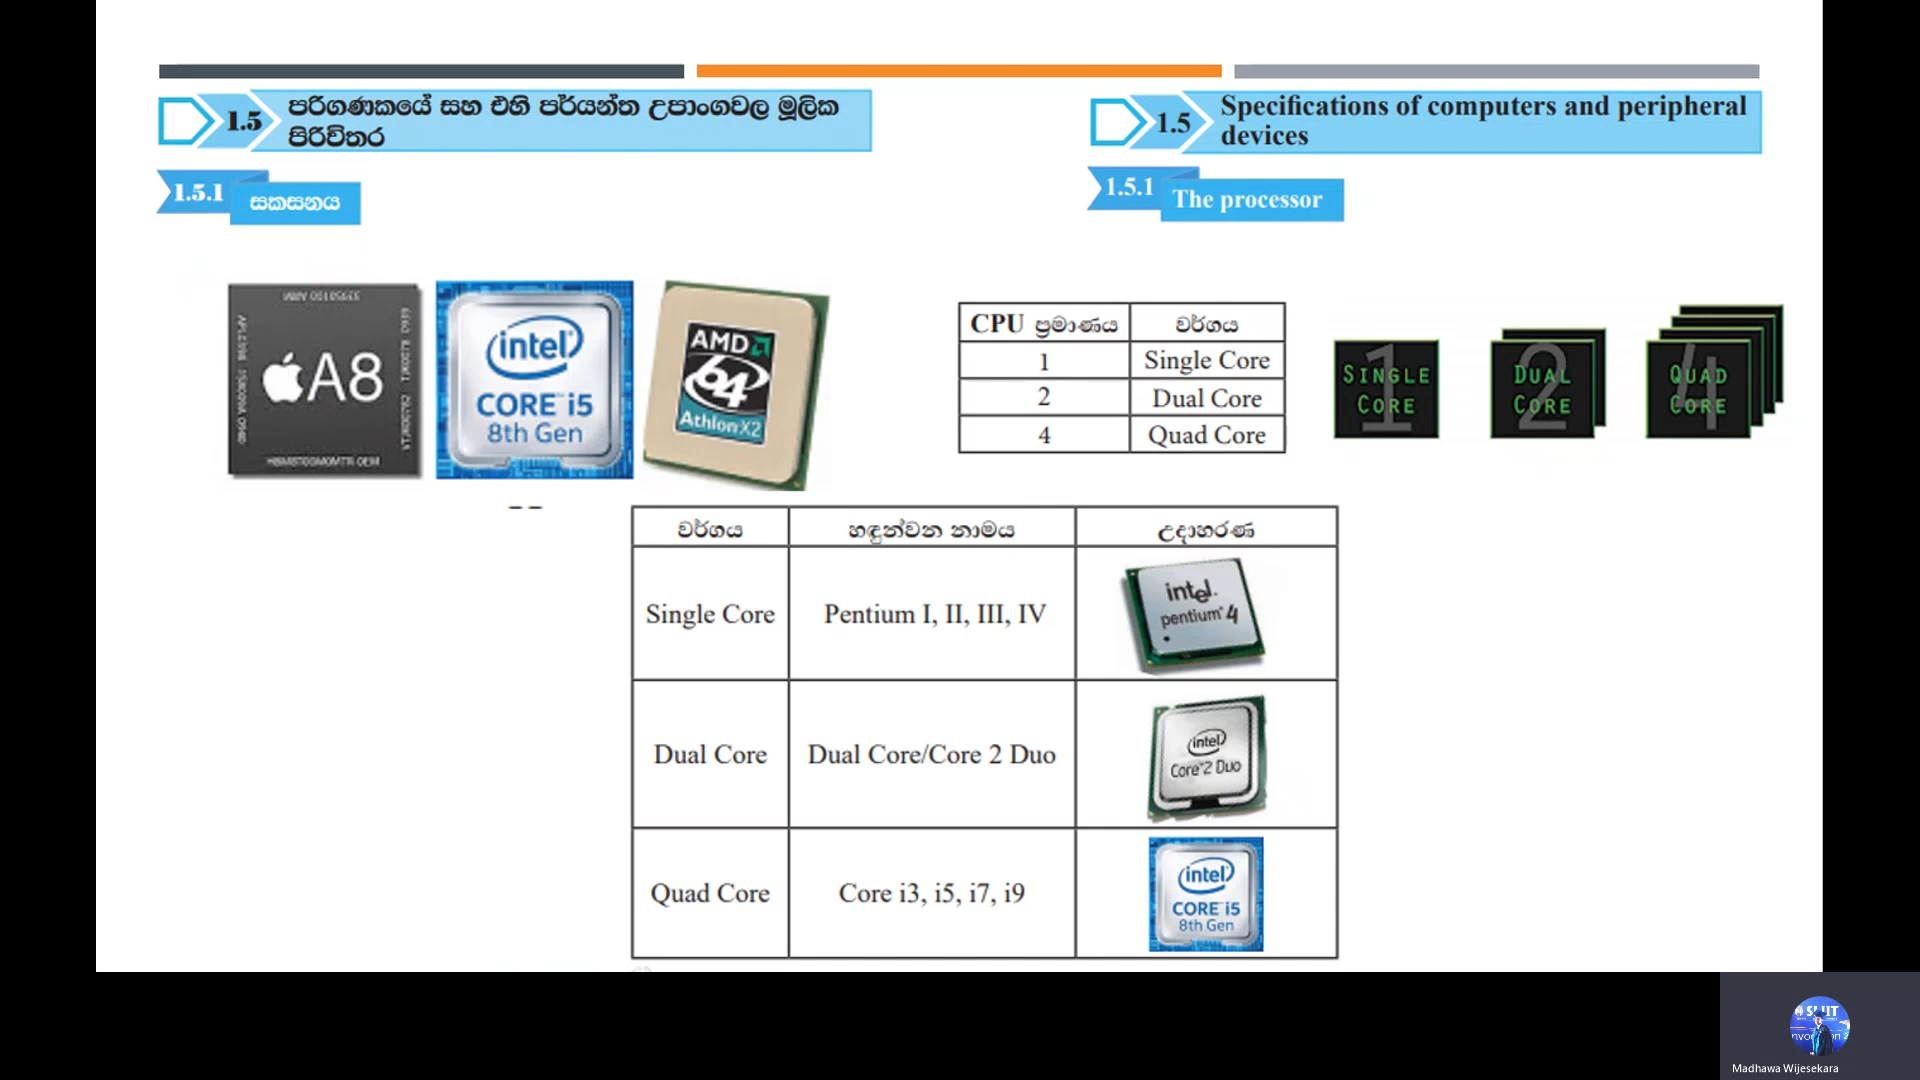 1.5
පරිගණකයේ සහ එහි පර්යන්ත උපාංගවල මූලික
පිරිවිතර
1.5.1
සකසනය
1.5
Specifications of computers and peripheral
devices
1.5.1
The processor
A8
intel
CORE i5
8th Gen
AMD
64
Athlon X2
CPU ප්‍රමාණය වර්ගය
1 Single Core
2 Dual Core
4 Quad Core
1
SINGLE
CORE
2
DUAL
CORE
4
QUAD
CORE
වර්ගය හඳුන්වන නාමය උදාහරණ
Single Core Pentium I, II, III, IV
intel
pentium 4
Dual Core Dual Core/Core 2 Duo
intel
Core 2 Duo
Quad Core Core i3, i5, i7, i9
intel
CORE i5
8th Gen
Madhawa Wijesekara